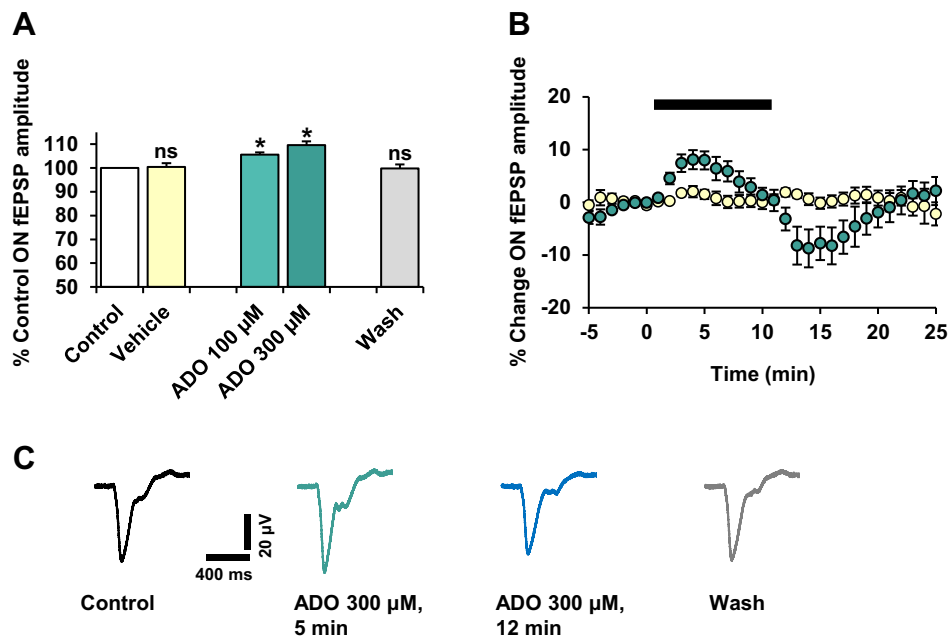 A
% Control ON fEPSP amplitude
110
100
90
80
70
60
50
ns
*
*
ns
Control
Vehicle
ADO 100 µM
ADO 300 µM
Wash
B
% Change ON fEPSP amplitude
20
10
0
-10
-20
-5
0
5
10
15
20
25
Time (min)
C
20 µV
400 ms
Control
ADO 300 µM,
5 min
ADO 300 µM,
12 min
Wash